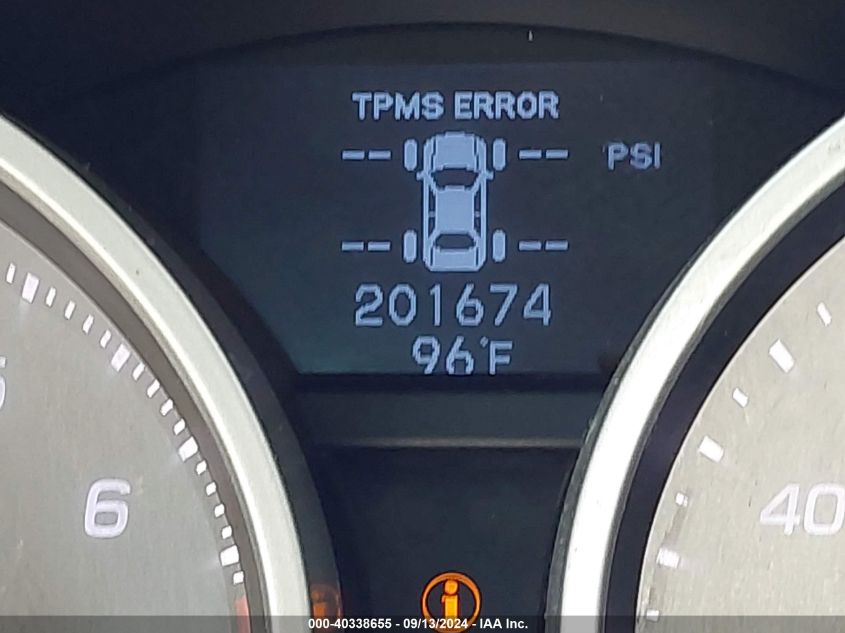 TPMS ERROR
-- -- PSI
-- --
201674
96°F
6
40
i
000-40338655 - 09/13/2024 - IAA Inc.